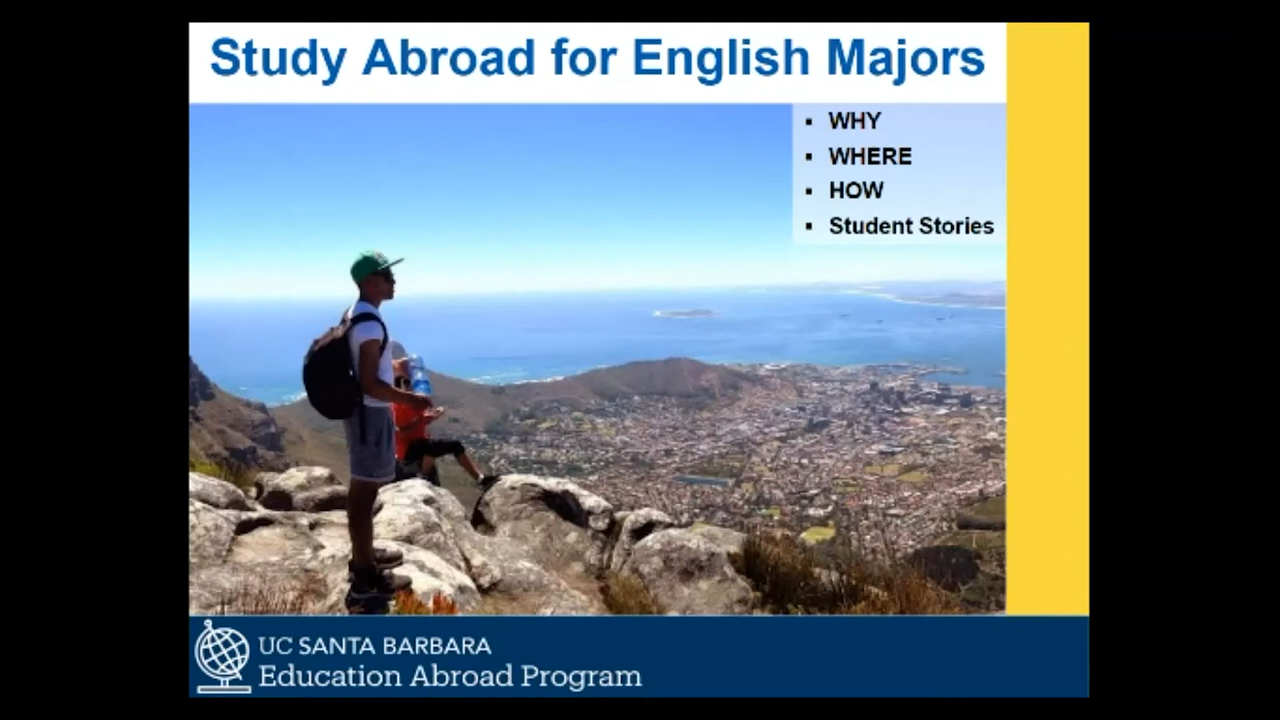 Study Abroad for English Majors
▪ WHY
▪ WHERE
▪ HOW
▪ Student Stories
UC SANTA BARBARA
Education Abroad Program